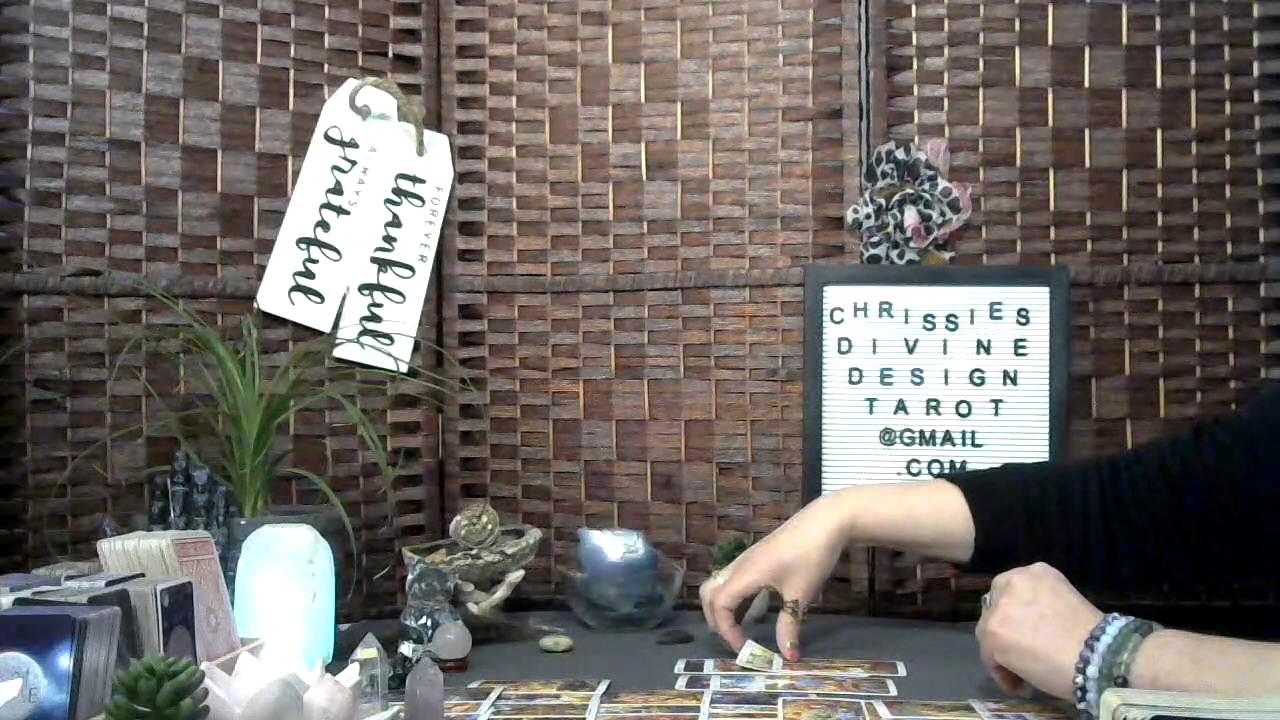 FOREVER
thankful
ALWAYS
grateful
CHRISSIES
DIVINE
DESIGN
TAROT
@GMAIL
.COM